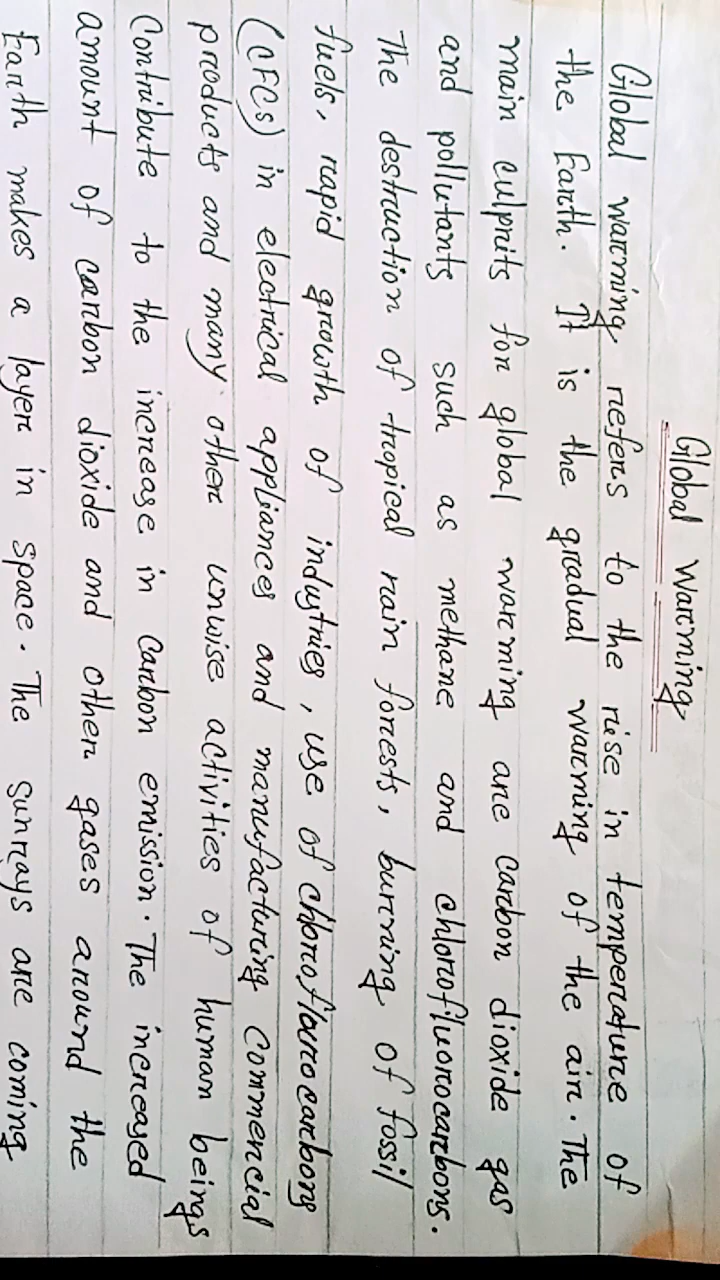 Global Warming
Global warming refers to the rise in temperature of
the Earth. It is the gradual warming of the air. The
main culprits for global warming are carbon dioxide gas
and pollutants such as methane and chlorofluorocarbons.
The destruction of tropical rain forrests, burning of fossil
fuels, rapid growth of industries, use of chloroflourocarbons
(CFCs) in electrical appliances and manufacturing commercial
products and many other unwise activities of human beings
Contribute to the increase in Carbon emission. The increased
amount of carbon dioxide and other gases around the
Earth makes a layer in space. The sunrays are coming